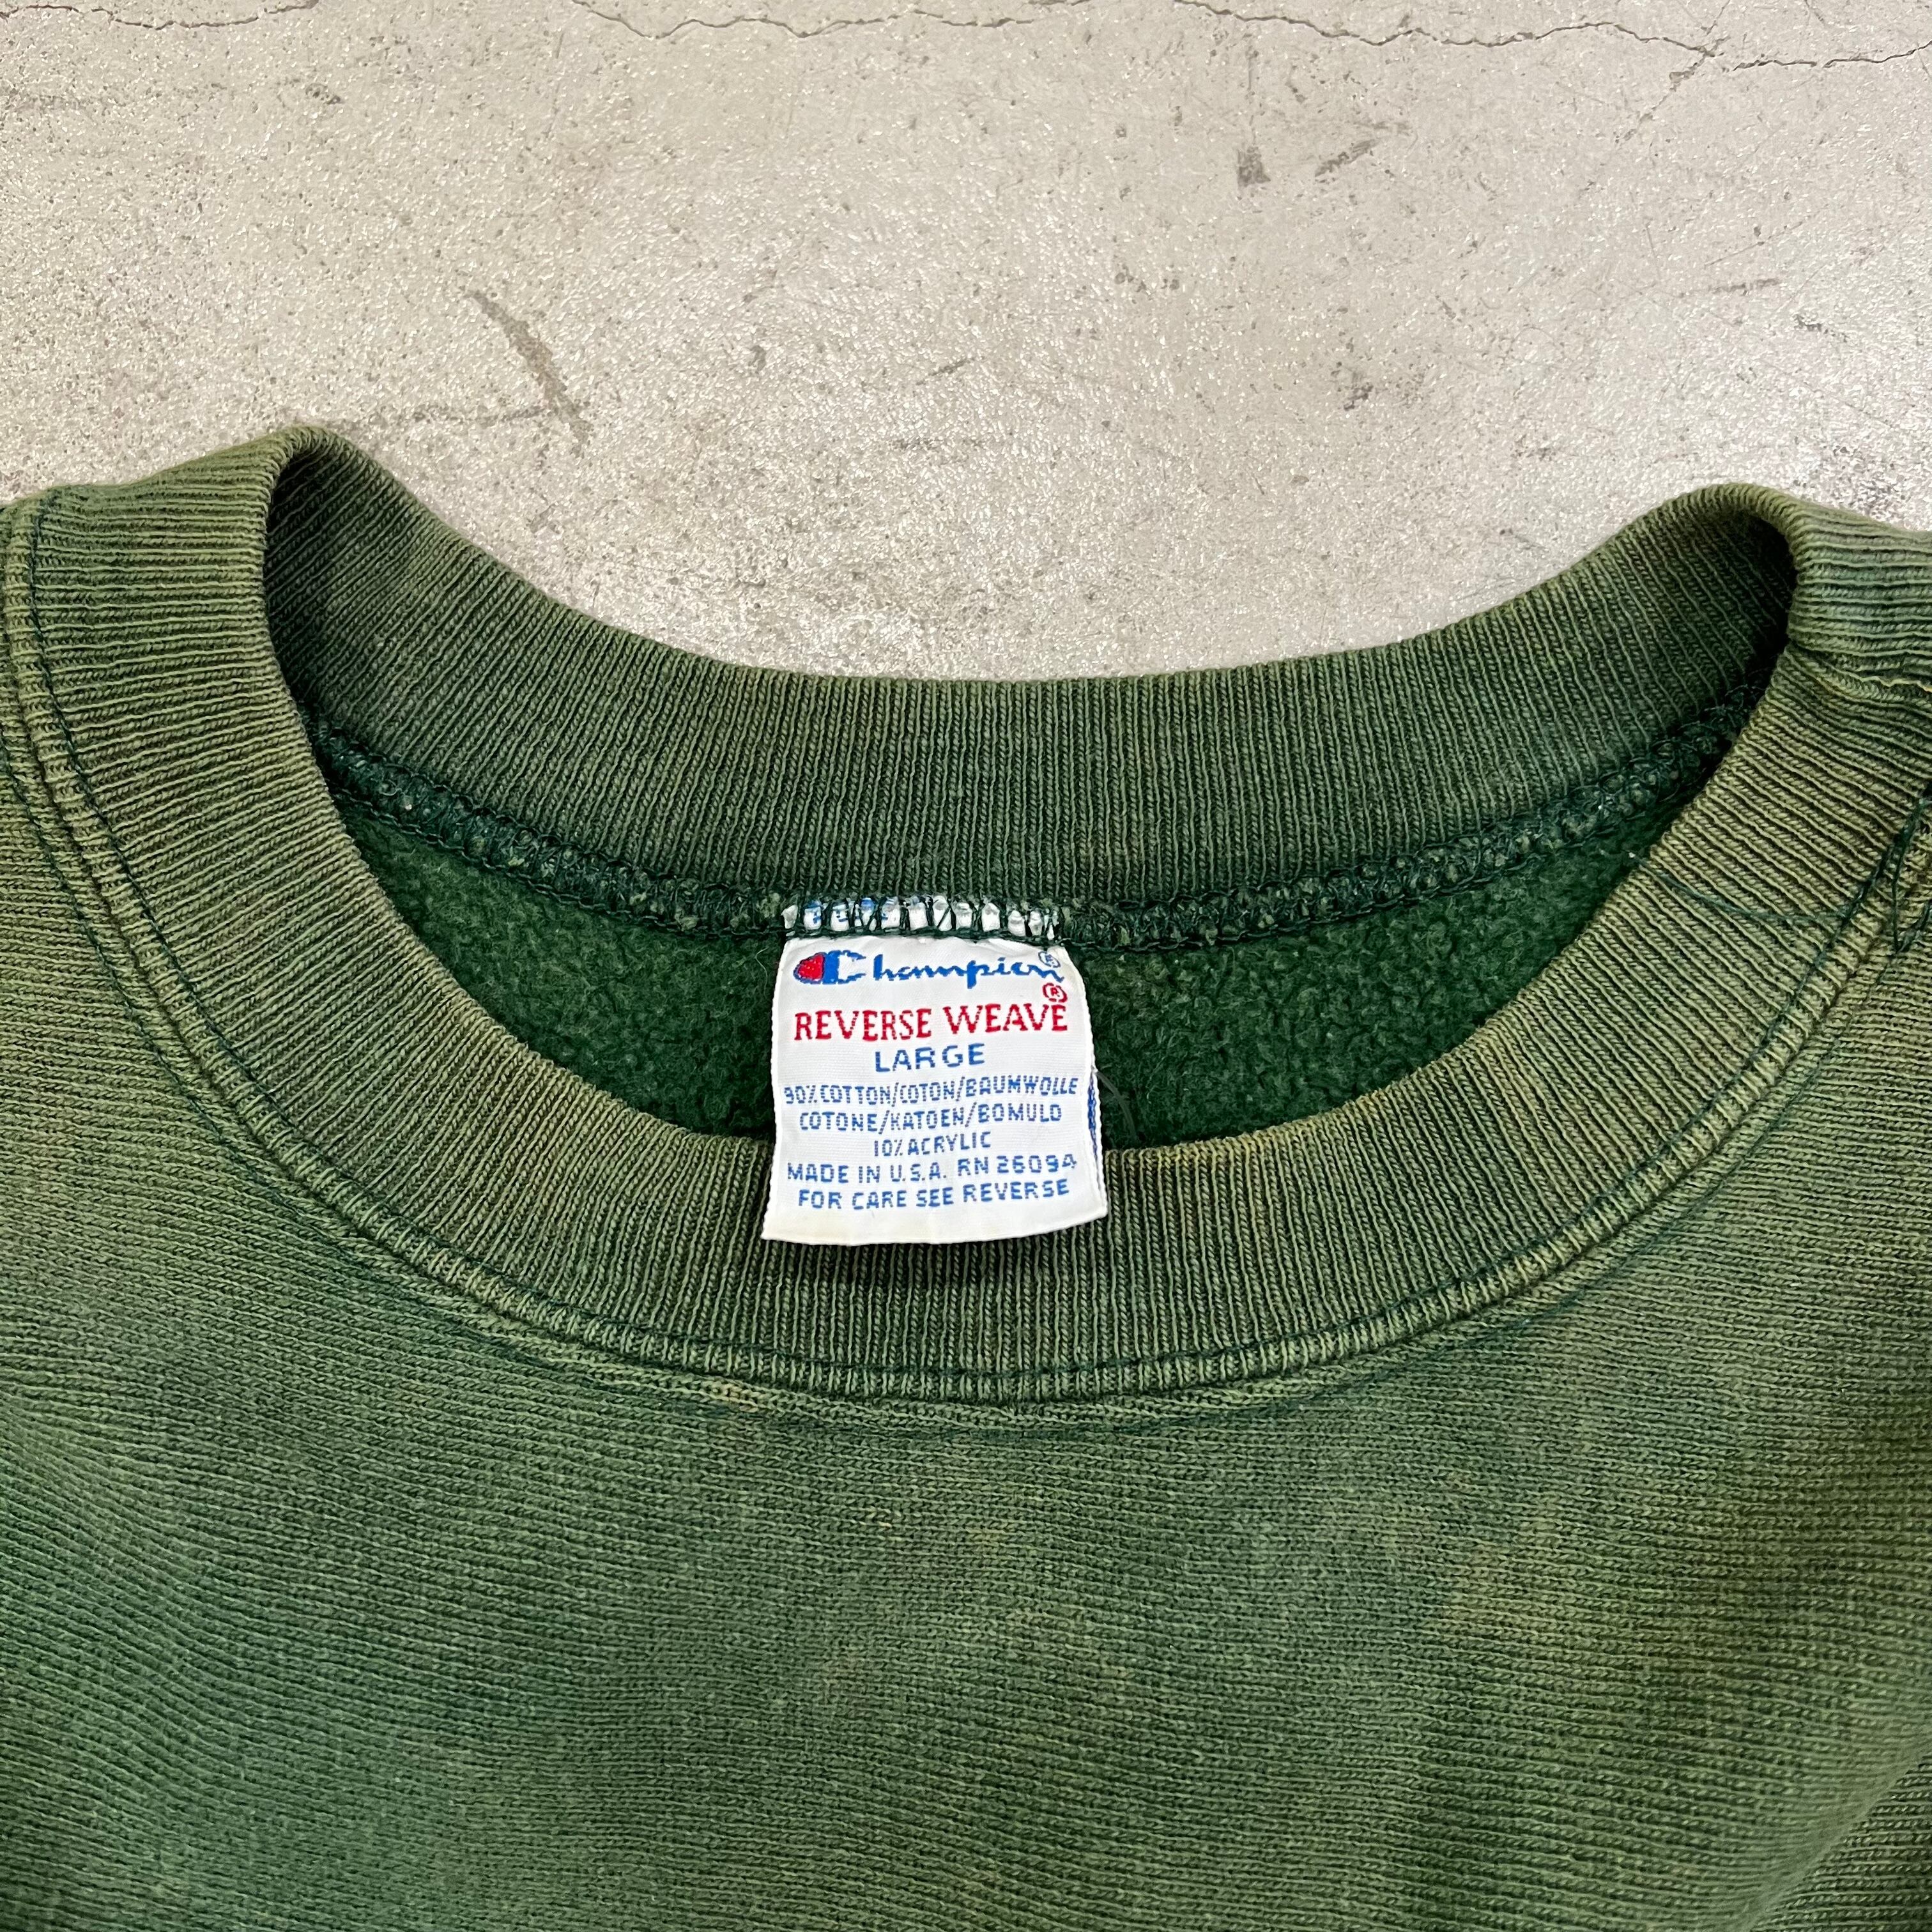 Champion®
REVERSE WEAVE®
LARGE
90% COTTON/COTON/BAUMWOLLE
COTONE/KATOEN/BOMULD
10% ACRYLIC
MADE IN U.S.A. RN 26094
FOR CARE SEE REVERSE